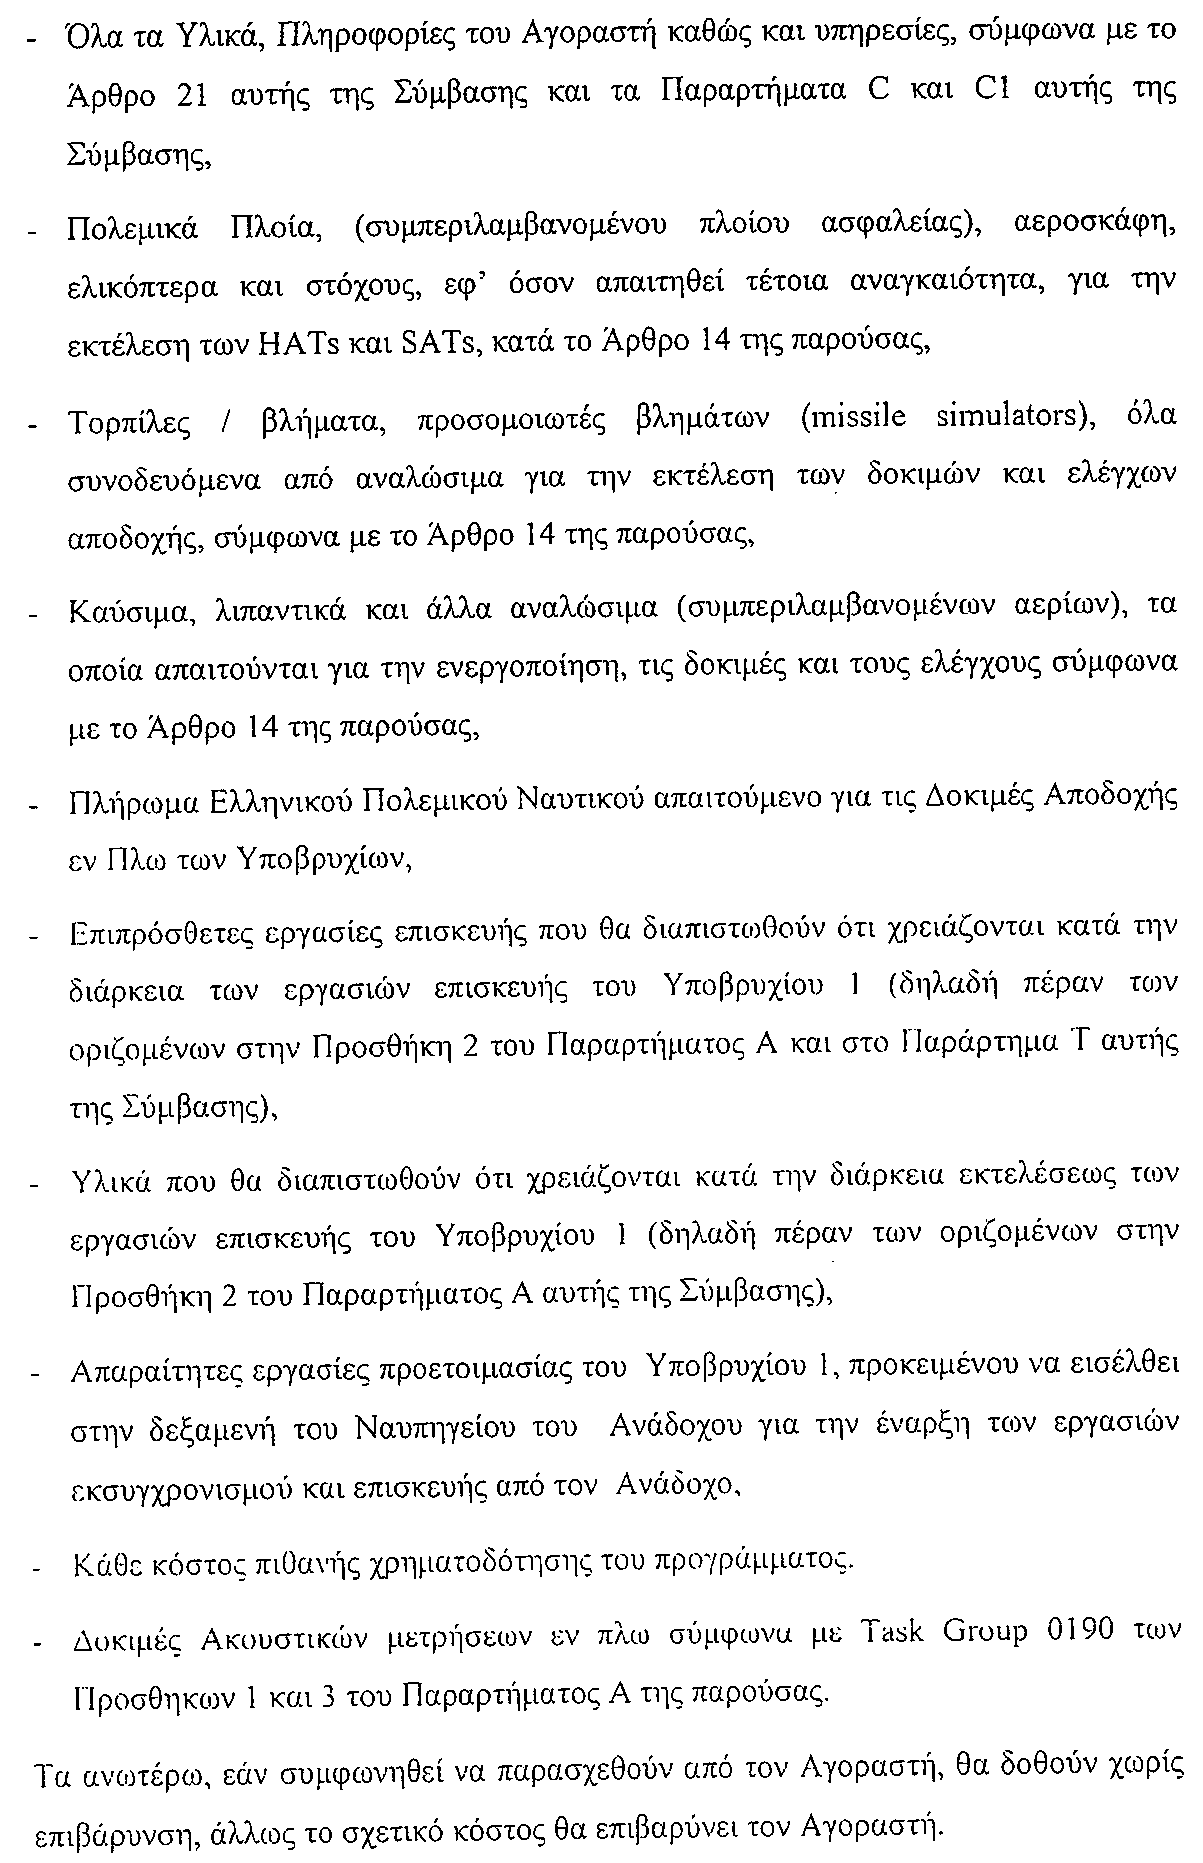 - Όλα τα Υλικά, Πληροφορίες του Αγοραστή καθώς και υπηρεσίες, σύμφωνα με το
Άρθρο 21 αυτής της Σύμβασης και τα Παραρτήματα C και C1 αυτής της
Σύμβασης,
- Πολεμικά Πλοία, (συμπεριλαμβανομένου πλοίου ασφαλείας), αεροσκάφη,
ελικόπτερα και στόχους, εφ’ όσον απαιτηθεί τέτοια αναγκαιότητα, για την
εκτέλεση των HATs και SATs, κατά το Άρθρο 14 της παρούσας,
- Τορπίλες / βλήματα, προσομοιωτές βλημάτων (missile simulators), όλα
συνοδευόμενα από αναλώσιμα για την εκτέλεση των δοκιμών και ελέγχων
αποδοχής, σύμφωνα με το Άρθρο 14 της παρούσας,
- Καύσιμα, λιπαντικά και άλλα αναλώσιμα (συμπεριλαμβανομένων αερίων), τα
οποία απαιτούνται για την ενεργοποίηση, τις δοκιμές και τους ελέγχους σύμφωνα
με το Άρθρο 14 της παρούσας,
- Πλήρωμα Ελληνικού Πολεμικού Ναυτικού απαιτούμενο για τις Δοκιμές Αποδοχής
εν Πλω των Υποβρυχίων,
- Επιπρόσθετες εργασίες επισκευής που θα διαπιστωθούν ότι χρειάζονται κατά την
διάρκεια των εργασιών επισκευής του Υποβρυχίου 1 (δηλαδή πέραν των
οριζομένων στην Προσθήκη 2 του Παραρτήματος Α και στο Παράρτημα Τ αυτής
της Σύμβασης),
- Υλικά που θα διαπιστωθούν ότι χρειάζονται κατά την διάρκεια εκτελέσεως των
εργασιών επισκευής του Υποβρυχίου 1 (δηλαδή πέραν των οριζομένων στην
Προσθήκη 2 του Παραρτήματος Α αυτής της Σύμβασης),
- Απαραίτητες εργασίες προετοιμασίας του Υποβρυχίου 1, προκειμένου να εισέλθει
στην δεξαμενή του Ναυπηγείου του Ανάδοχου για την έναρξη των εργασιών
εκσυγχρονισμού και επισκευής από τον Ανάδοχο,
- Κάθε κόστος πιθανής χρηματοδότησης του προγράμματος.
- Δοκιμές Ακουστικών μετρήσεων εν πλω σύμφωνα με Task Group 0190 των
Προσθηκων 1 και 3 του Παραρτήματος Α της παρούσας.
Τα ανωτέρω, εάν συμφωνηθεί να παρασχεθούν από τον Αγοραστή, θα δοθούν χωρίς
επιβάρυνση, άλλως το σχετικό κόστος θα επιβαρύνει τον Αγοραστή.